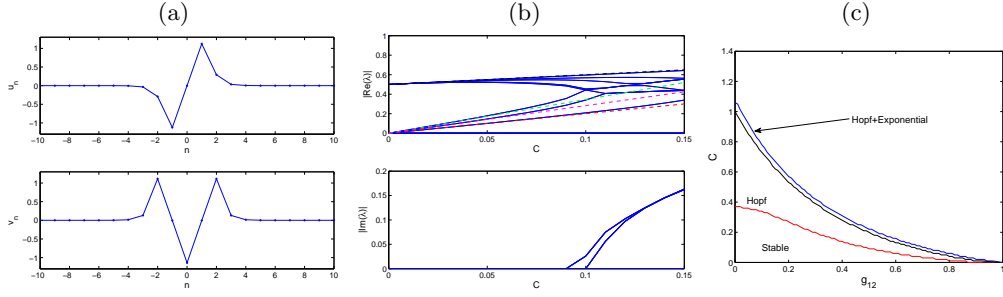 (a)
(b)
(c)
1
0.5
0
−0.5
−1
u_n
−10 −8 −6 −4 −2 0 2 4 6 8 10
n
1
0.5
0
−0.5
−1
v_n
−10 −8 −6 −4 −2 0 2 4 6 8 10
n
1
0.8
0.6
0.4
0.2
0
|Re(λ)|
0 0.05 0.1 0.15
C
0.2
0.15
0.1
0.05
0
|Im(λ)|
0 0.05 0.1 0.15
C
1.4
1.2
1
0.8
0.6
0.4
0.2
0
C
Hopf+Exponential
Hopf
Stable
0 0.2 0.4 0.6 0.8 1
g_12